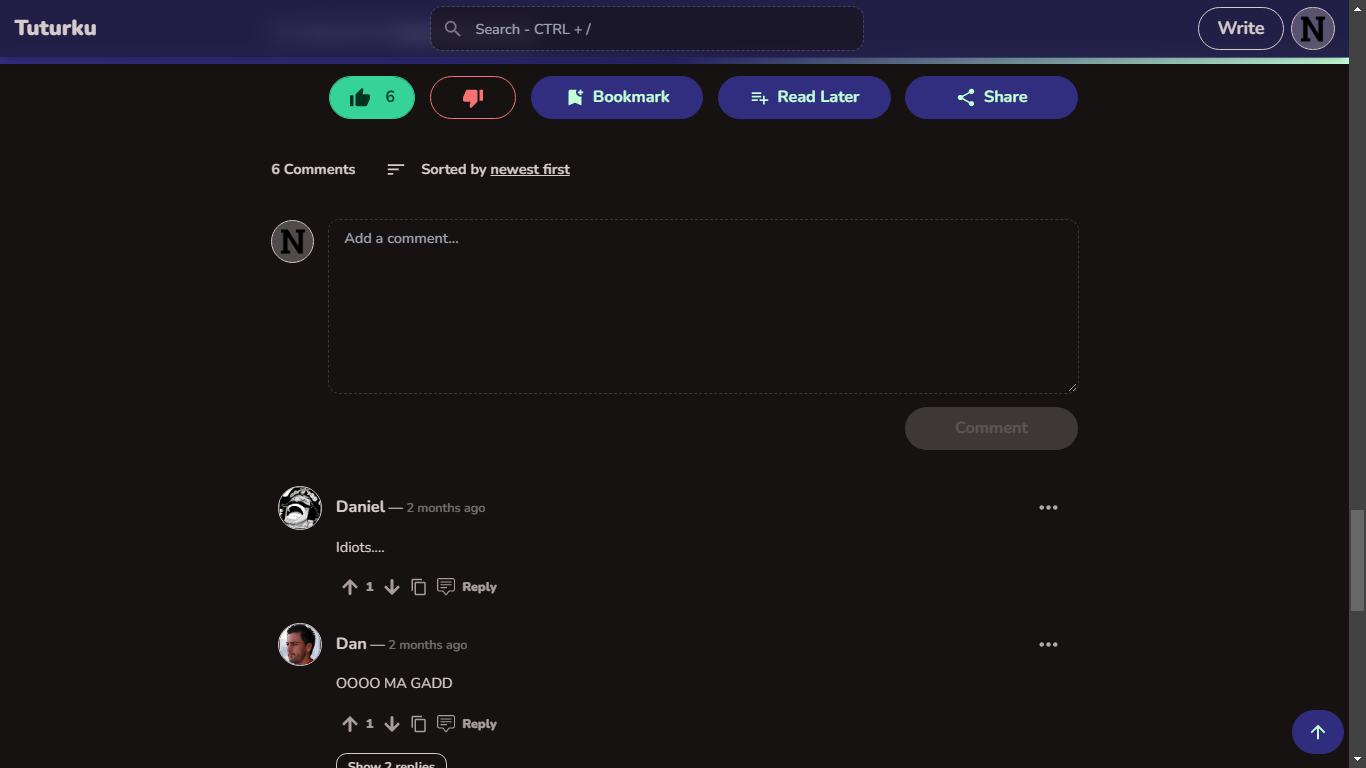 Tuturku
Search - CTRL + /
Write
N
6
Bookmark
Read Later
Share
6 Comments
Sorted by newest first
N
Add a comment...
Comment
Daniel — 2 months ago
Idiots....
1
Reply
Dan — 2 months ago
OOOO MA GADD
1
Reply
Show 2 replies